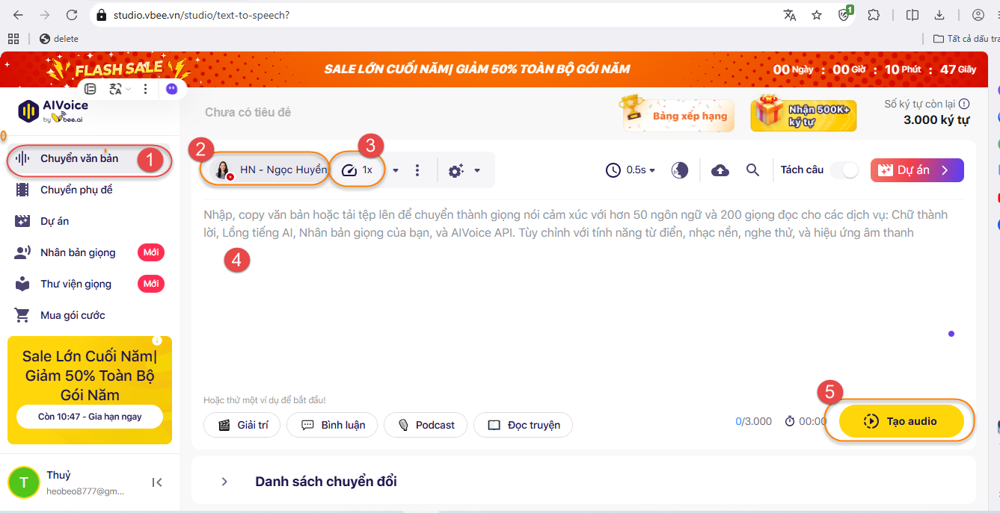 studio.vbee.vn/studio/text-to-speech?
1
delete
Tất cả dấu tra
FLASH SALE
SALE LỚN CUỐI NĂM| GIẢM 50% TOÀN BỘ GÓI NĂM
00 Ngày : 00 Giờ : 10 Phút : 47 Giây
AIVoice
by Vbee.ai
Chưa có tiêu đề
Bảng xếp hạng
Nhận 500K+
ký tự
Số ký tự còn lại
3.000 ký tự
Chuyển văn bản
1
Chuyển phụ đề
Dự án
Nhân bản giọng Mới
Thư viện giọng Mới
Mua gói cước
Sale Lớn Cuối Năm|
Giảm 50% Toàn Bộ
Gói Năm
Còn 10:47 - Gia hạn ngay
T
Thuỷ
heobeo8777@gm...
2
HN - Ngọc Huyền
3
1x
0.5s
Tách câu
Dự án
Nhập, copy văn bản hoặc tải tệp lên để chuyển thành giọng nói cảm xúc với hơn 50 ngôn ngữ và 200 giọng đọc cho các dịch vụ: Chữ thành
lời, Lồng tiếng AI, Nhân bản giọng của bạn, và AIVoice API. Tùy chỉnh với tính năng từ điển, nhạc nền, nghe thử, và hiệu ứng âm thanh
4
Hoặc thử một ví dụ để bắt đầu!
Giải trí
Bình luận
Podcast
Đọc truyện
0/3.000
00:00
5
Tạo audio
Danh sách chuyển đổi